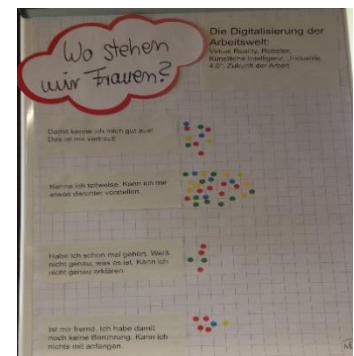 Wo stehen
wir Frauen?
Die Digitalisierung der
Arbeitswelt:
Virtual Reality, Roboter,
Künstliche Intelligenz, „Industrie
4.0“, Zukunft der Arbeit
Damit kenne ich mich gut aus!
Das ist mir vertraut!
Kenne ich teilweise. Kann ich mir
etwas darunter vorstellen.
Habe ich schon mal gehört. Weiß
nicht genau, was es ist. Kann ich
nicht genau erklären.
Ist mir fremd. Ich habe damit
noch keine Berührung. Kann ich
nichts mit anfangen.